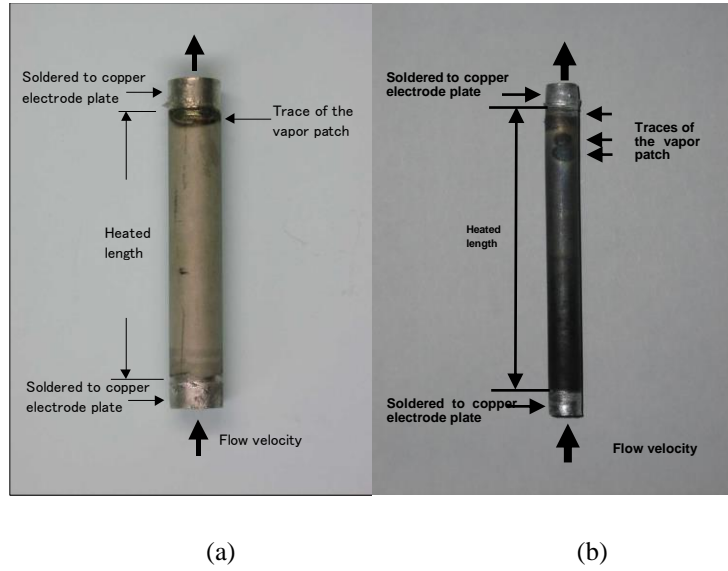 Soldered to copper
electrode plate
Trace of the
vapor patch
Heated
length
Soldered to copper
electrode plate
Flow velocity
Soldered to copper
electrode plate
Traces of
the vapor
patch
Heated
length
Soldered to copper
electrode plate
Flow velocity
(a)
(b)